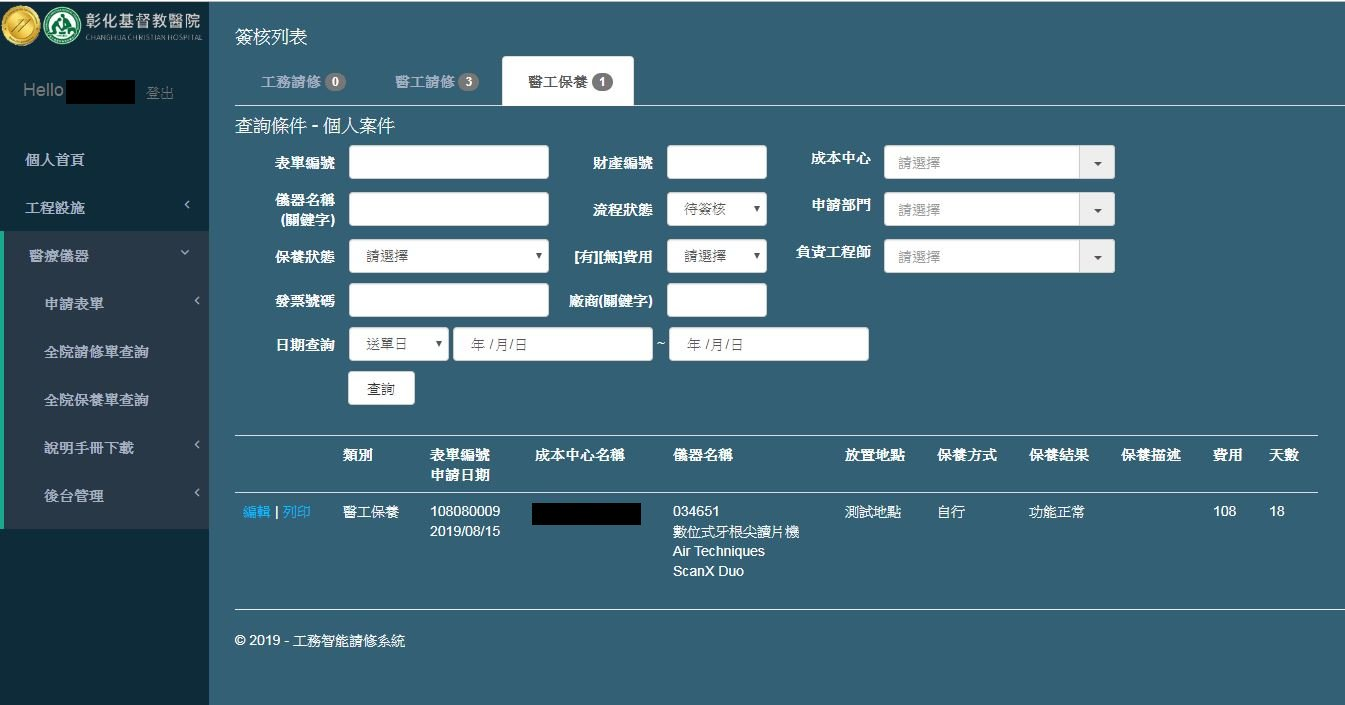 彰化基督教醫院
CHANGHUA CHRISTIAN HOSPITAL
Hello
登出
個人首頁
工程設施
醫療儀器
申請表單
全院請修單查詢
全院保養單查詢
說明手冊下載
後台管理
簽核列表
工務請修 0 醫工請修 3 醫工保養 1
查詢條件 - 個人案件
表單編號 財產編號 成本中心 請選擇
儀器名稱
(關鍵字) 流程狀態 待簽核 申請部門 請選擇
保養狀態 請選擇 [有][無]費用 請選擇 負責工程師 請選擇
發票號碼 廠商(關鍵字)
日期查詢 送單日 年 /月/日 ~ 年 /月/日
查詢
類別 表單編號 成本中心名稱 儀器名稱 放置地點 保養方式 保養結果 保養描述 費用 天數
申請日期
編輯 | 列印 醫工保養 108080009 034651 測試地點 自行 功能正常 108 18
2019/08/15 數位式牙根尖讀片機
Air Techniques
ScanX Duo
© 2019 - 工務智能請修系統